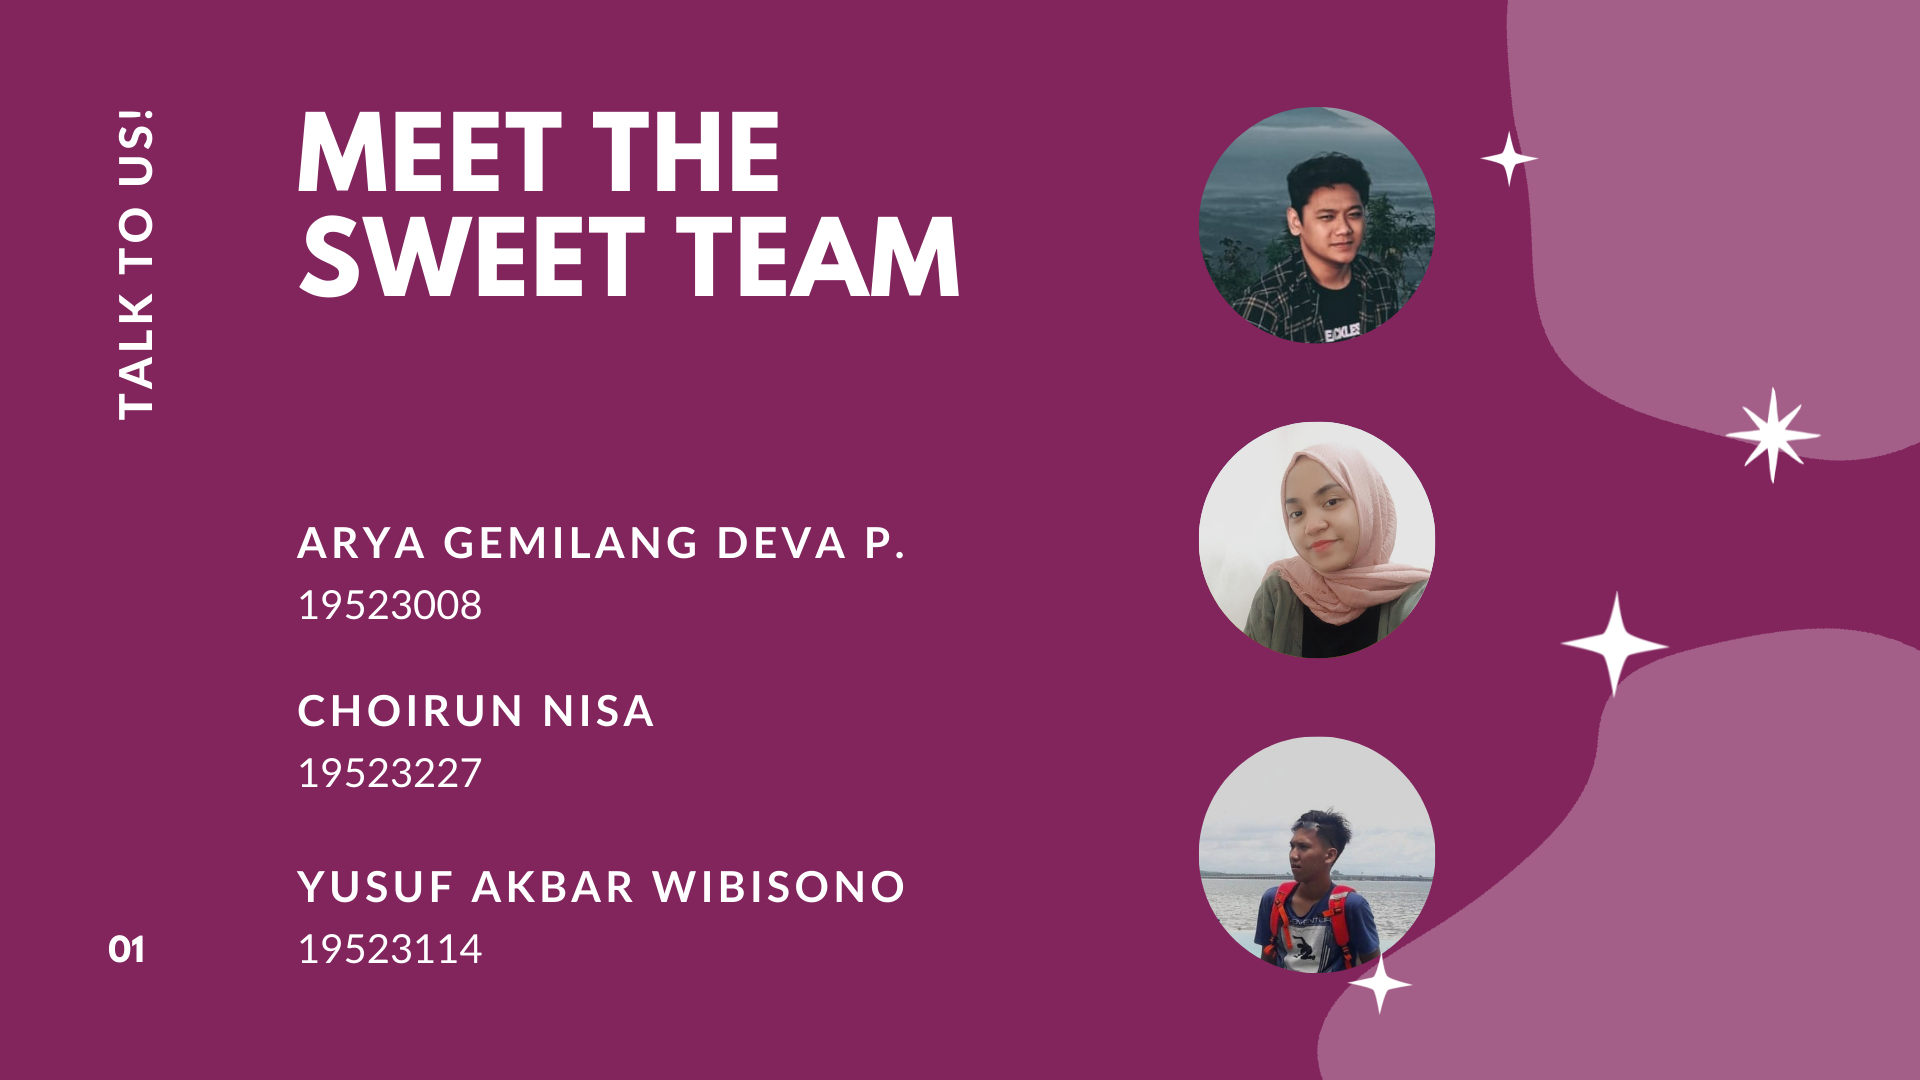 TALK TO US!
MEET THE
SWEET TEAM
ARYA GEMILANG DEVA P.
19523008
CHOIRUN NISA
19523227
YUSUF AKBAR WIBISONO
19523114
01